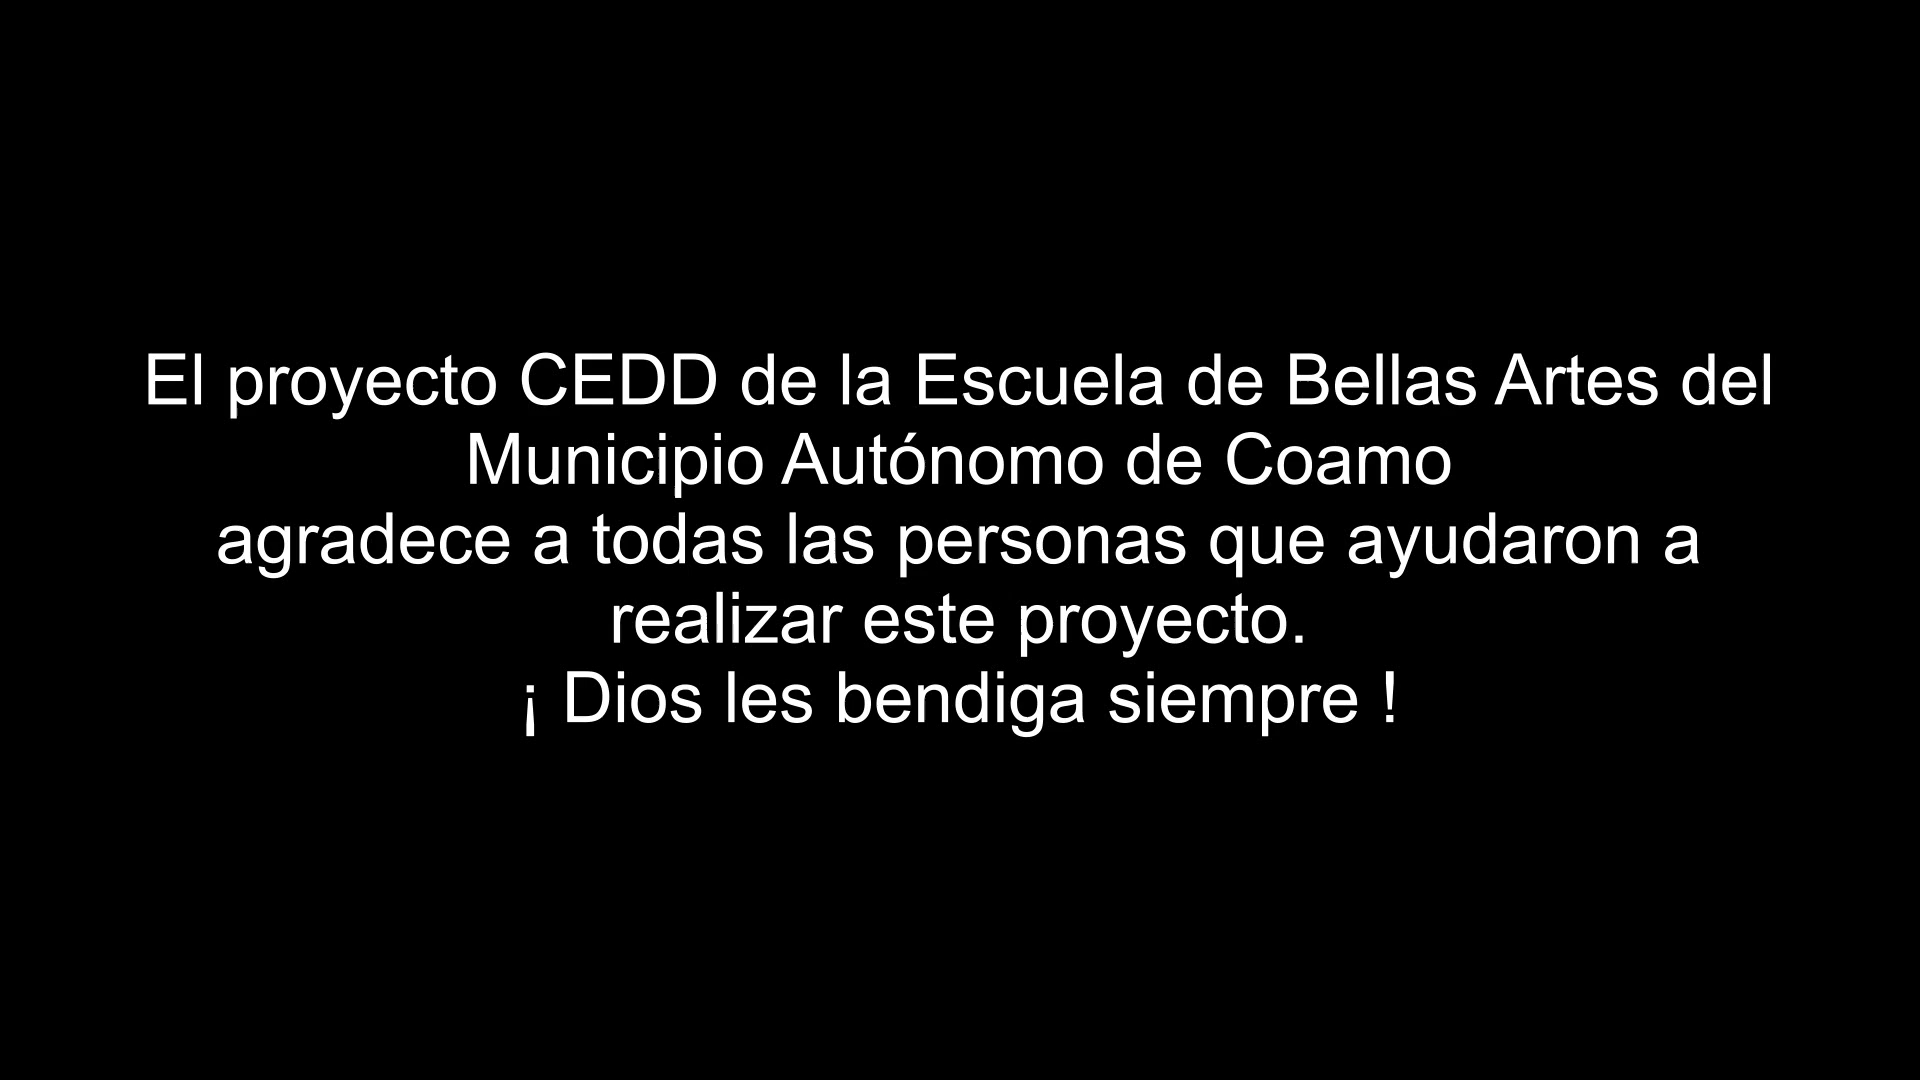 El proyecto CEDD de la Escuela de Bellas Artes del
Municipio Autónomo de Coamo
agradece a todas las personas que ayudaron a
realizar este proyecto.
¡ Dios les bendiga siempre !